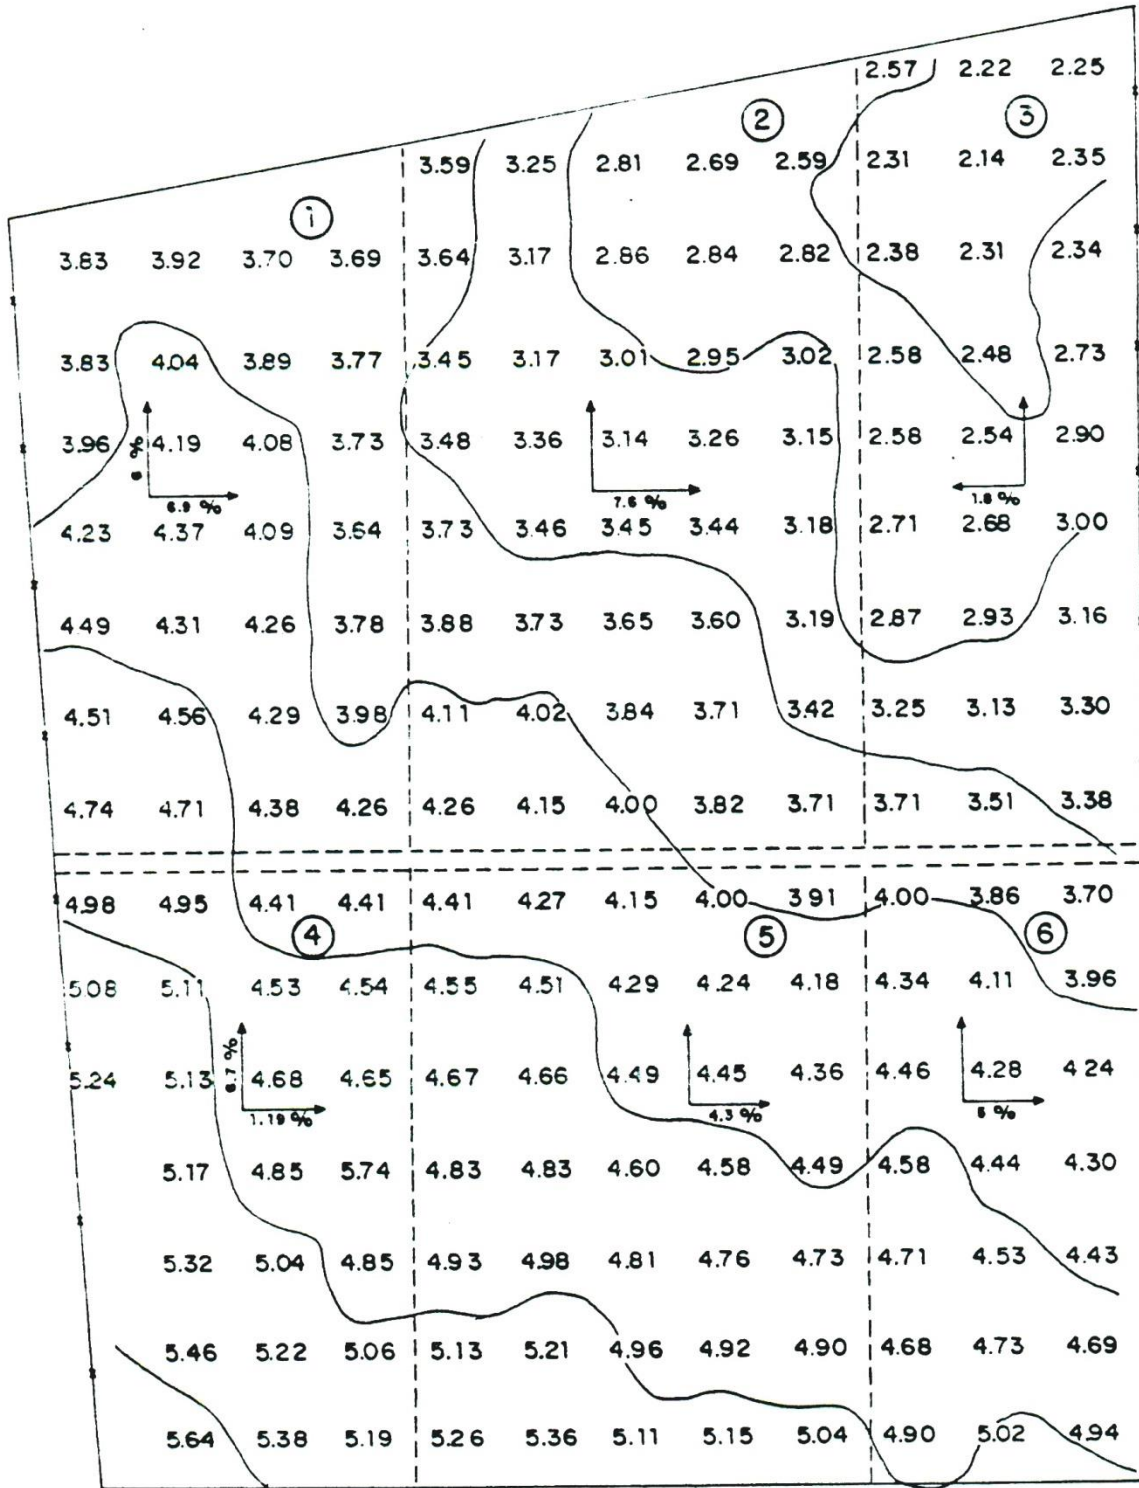 2.57 2.22 2.25
② ③
3.59 3.25 2.81 2.69 2.59 2.31 2.14 2.35
①
3.83 3.92 3.70 3.69 3.64 3.17 2.86 2.84 2.82 2.38 2.31 2.34
3.83 4.04 3.89 3.77 3.45 3.17 3.01 2.95 3.02 2.58 2.48 2.73
3.96 4.19 4.08 3.73 3.48 3.36 3.14 3.26 3.15 2.58 2.54 2.90
6.9 % 7.6 % 1.8 %
4.23 4.37 4.09 3.64 3.73 3.46 3.45 3.44 3.18 2.71 2.68 3.00
4.49 4.31 4.26 3.78 3.88 3.73 3.65 3.60 3.19 2.87 2.93 3.16
4.51 4.56 4.29 3.98 4.11 4.02 3.84 3.71 3.42 3.25 3.13 3.30
4.74 4.71 4.38 4.26 4.26 4.15 4.00 3.82 3.71 3.71 3.51 3.38
4.98 4.95 4.41 4.41 4.41 4.27 4.15 4.00 3.91 4.00 3.86 3.70
④ ⑤ ⑥
5.08 5.11 4.53 4.54 4.55 4.51 4.29 4.24 4.18 4.34 4.11 3.96
5.24 5.13 4.68 4.65 4.67 4.66 4.49 4.45 4.36 4.46 4.28 4.24
6.7 %
1.19 % 4.3 % 5 %
5.17 4.85 5.74 4.83 4.83 4.60 4.58 4.49 4.58 4.44 4.30
5.32 5.04 4.85 4.93 4.98 4.81 4.76 4.73 4.71 4.53 4.43
5.46 5.22 5.06 5.13 5.21 4.96 4.92 4.90 4.68 4.73 4.69
5.64 5.38 5.19 5.26 5.36 5.11 5.15 5.04 4.90 5.02 4.94